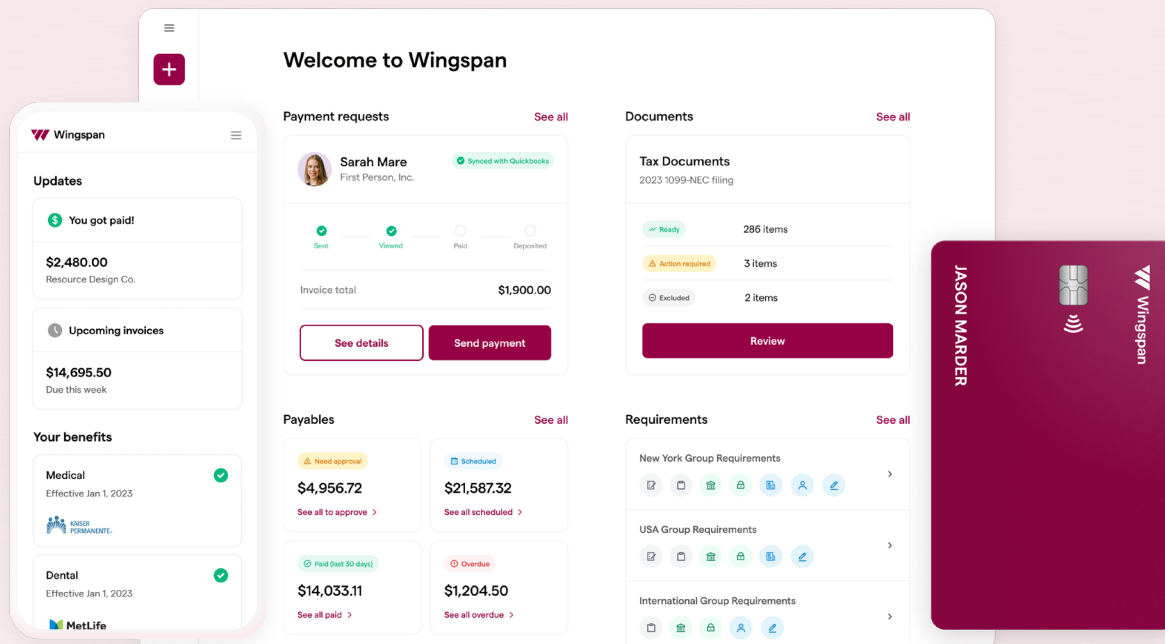 Welcome to Wingspan
Wingspan
Updates
You got paid!
$2,480.00
Resource Design Co.
Upcoming invoices
$14,695.50
Due this week
Your benefits
Medical
Effective Jan 1, 2023
KAISER
PERMANENTE.
Dental
Effective Jan 1, 2023
MetLife
Payment requests
See all
Sarah Mare
First Person, Inc.
Synced with Quickbooks
Sent
Viewed
Paid
Deposited
Invoice total
$1,900.00
See details
Send payment
Documents
See all
Tax Documents
2023 1099-NEC filing
Ready
286 items
Action required
3 items
Excluded
2 items
Review
Payables
See all
Need approval
$4,956.72
See all to approve
Scheduled
$21,587.32
See all scheduled
Paid (last 30 days)
$14,033.11
See all paid
Overdue
$1,204.50
See all overdue
Requirements
See all
New York Group Requirements
USA Group Requirements
International Group Requirements
JASON MARDER
Wingspan